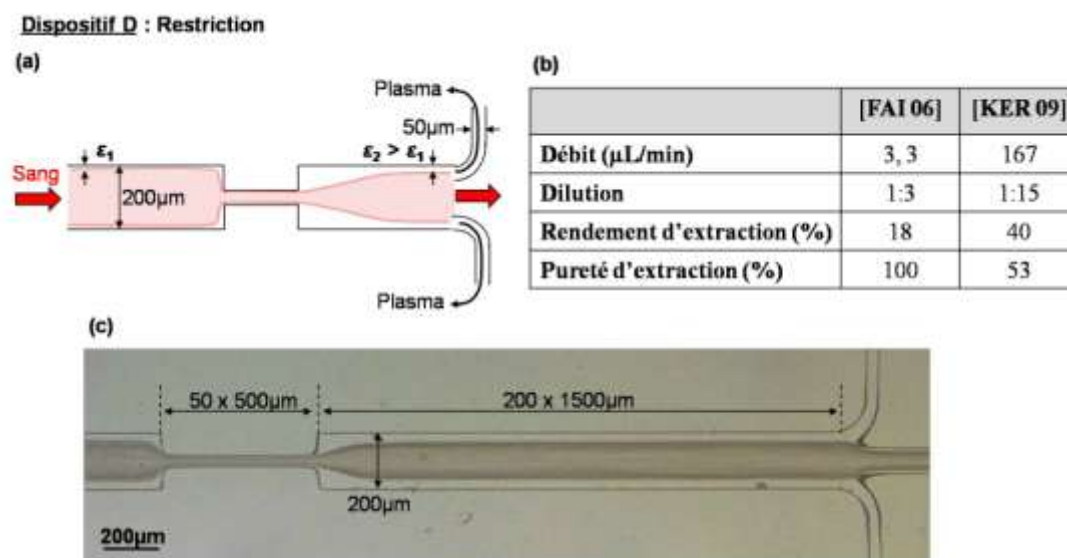 Dispositif D : Restriction
(a)
Plasma
50µm
ε1
ε2 > ε1
Sang
200µm
Plasma
(b)
[FAI 06] [KER 09]
Débit (µL/min) 3, 3 167
Dilution 1:3 1:15
Rendement d'extraction (%) 18 40
Pureté d'extraction (%) 100 53
(c)
50 x 500µm
200 x 1500µm
200µm
200µm